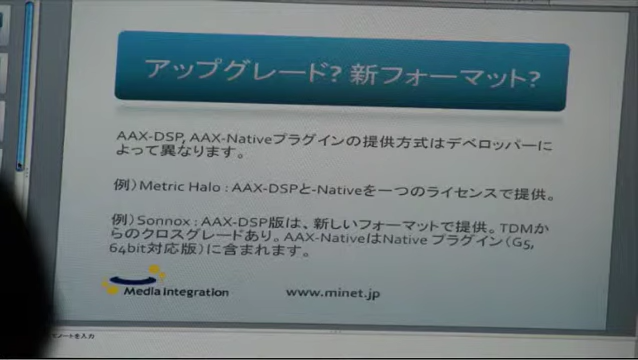 アップグレード? 新フォーマット?
AAX-DSP, AAX-Nativeプラグインの提供方式はデベロッパーに
よって異なります。
例）Metric Halo : AAX-DSPと-Nativeを一つのライセンスで提供。
例）Sonnox : AAX-DSP版は、新しいフォーマットで提供。TDMか
らのクロスグレードあり。AAX-NativeはNative プラグイン（G5,
64bit対応版）に含まれます。
Media Integration
www.minet.jp
ノートを入力